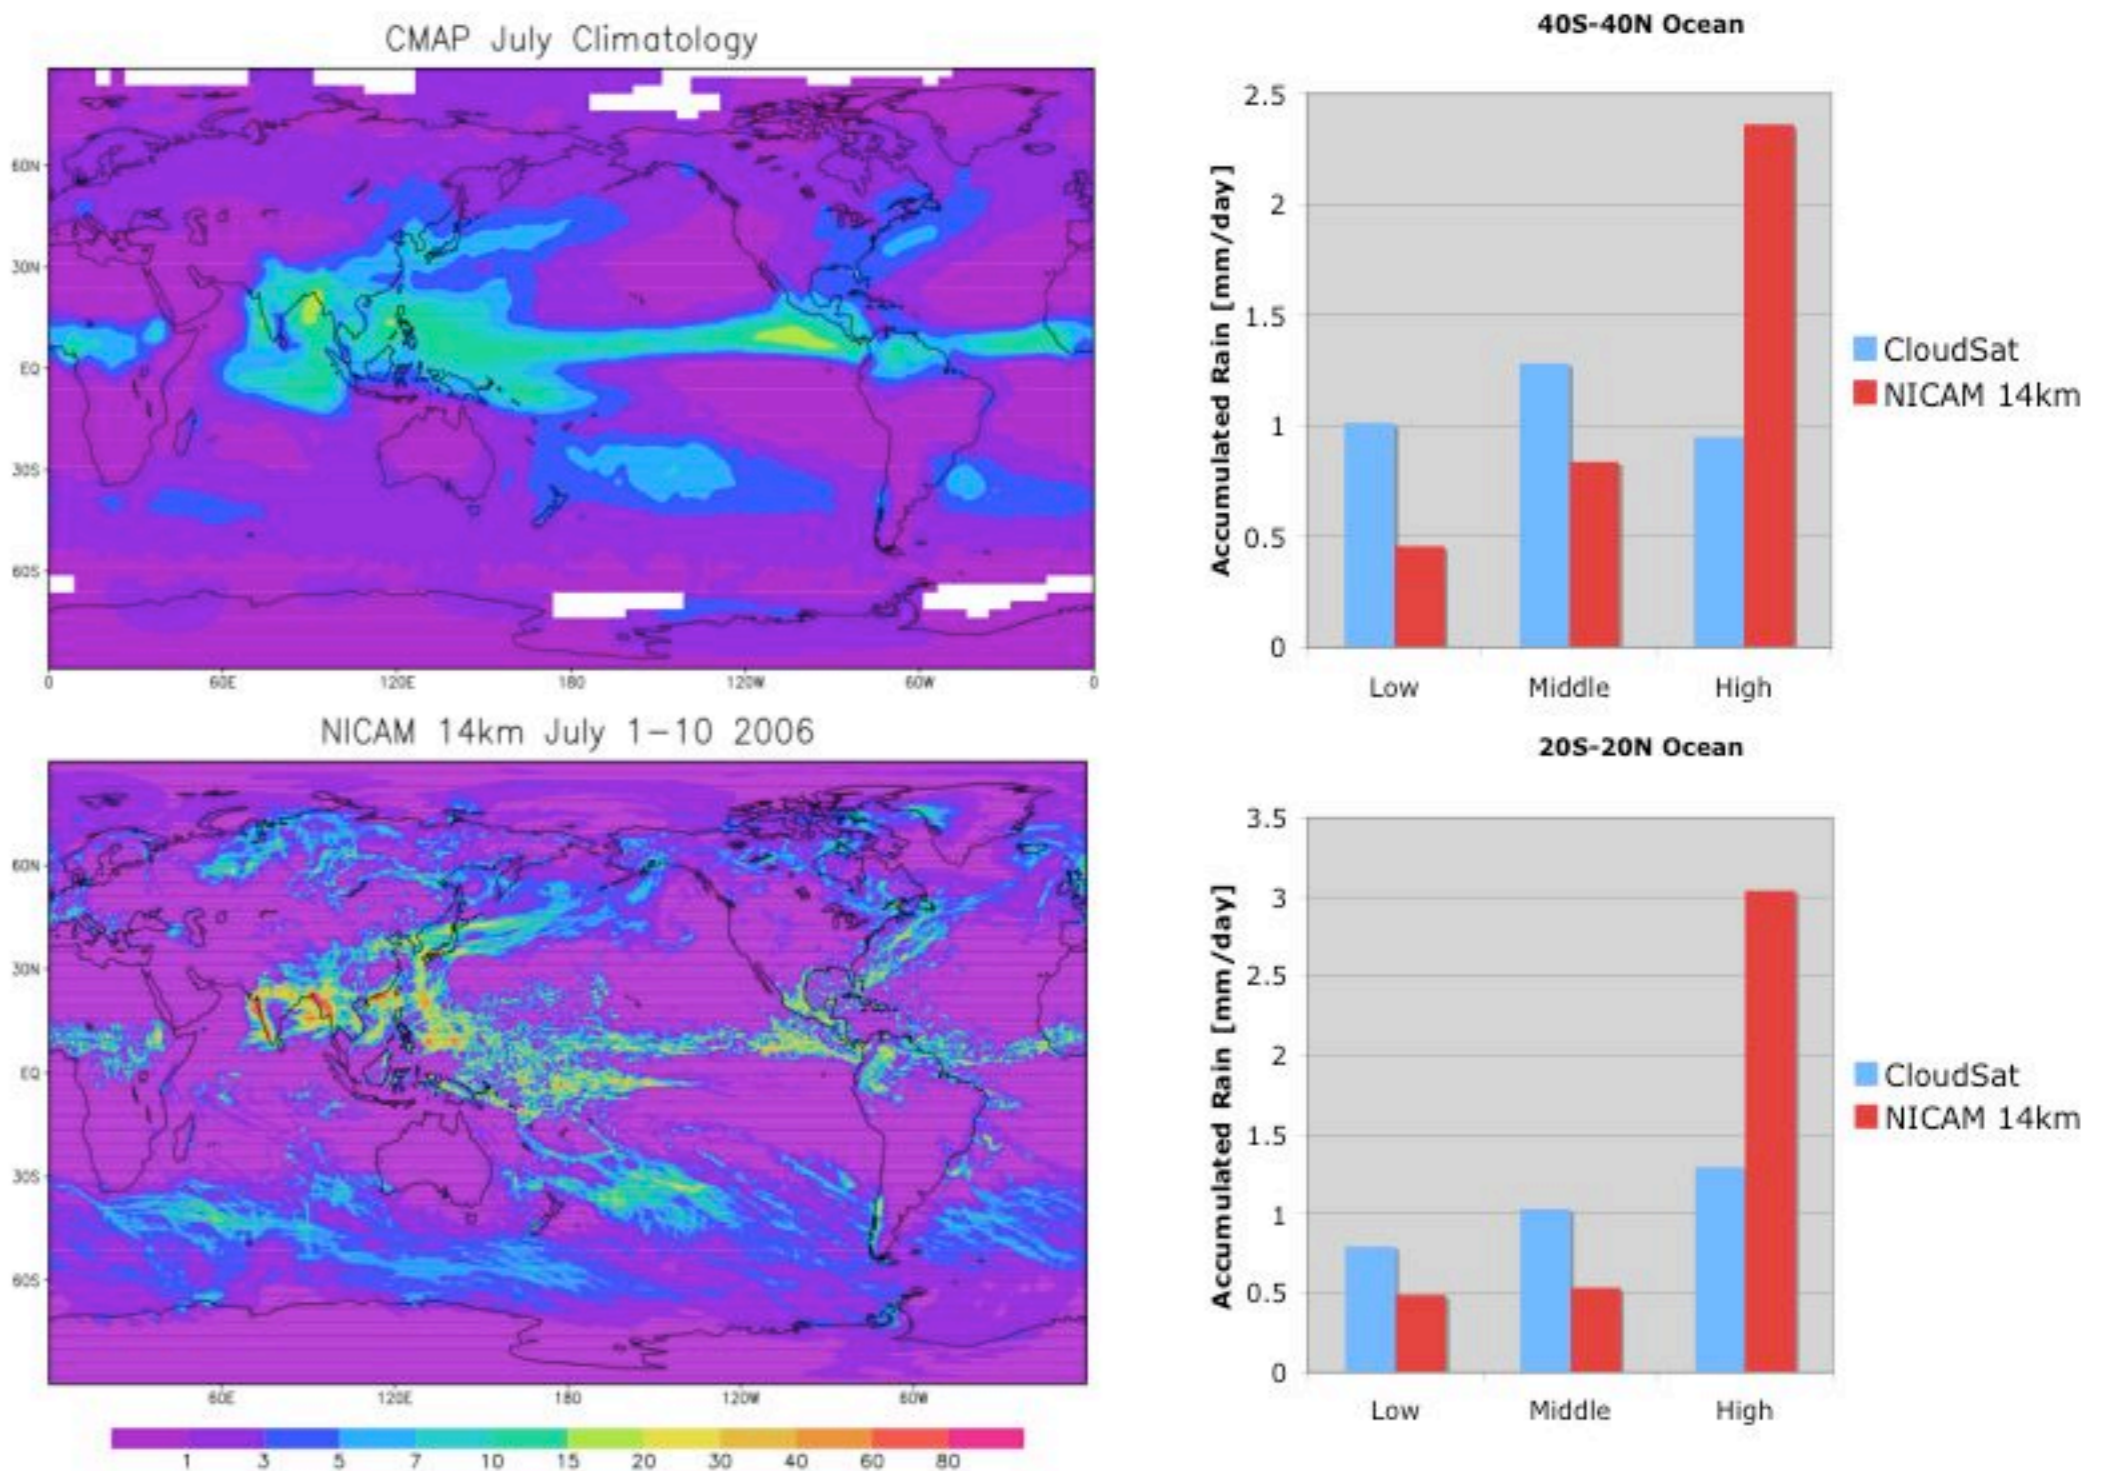 CMAP July Climatology
60N
30N
EQ
30S
60S
0 60E 120E 180 120W 60W 0
NICAM 14km July 1-10 2006
60N
30N
EQ
30S
60S
60E 120E 180 120W 60W
1 3 5 7 10 15 20 30 40 60 80
40S-40N Ocean
Accumulated Rain [mm/day]
2.5
2
1.5
1
0.5
0
Low Middle High
CloudSat
NICAM 14km
20S-20N Ocean
Accumulated Rain [mm/day]
3.5
3
2.5
2
1.5
1
0.5
0
Low Middle High
CloudSat
NICAM 14km